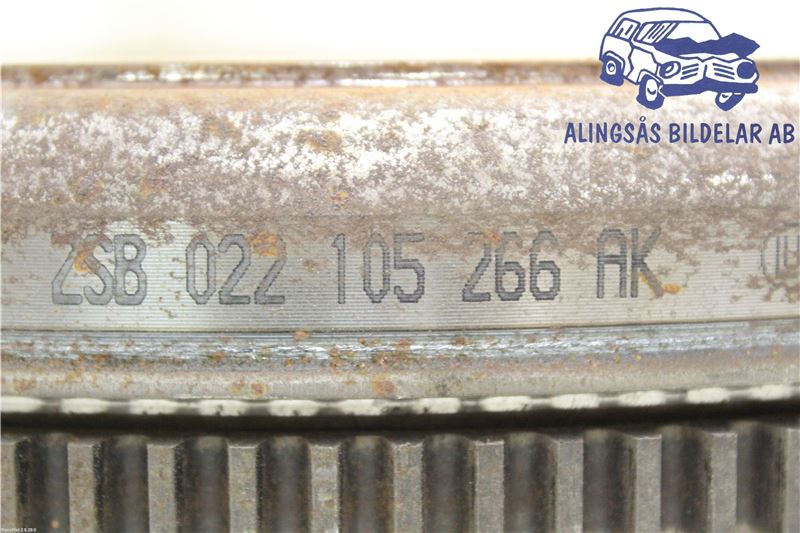 ALINGSÅS BILDELAR AB
ZSB 022 105 266 AK